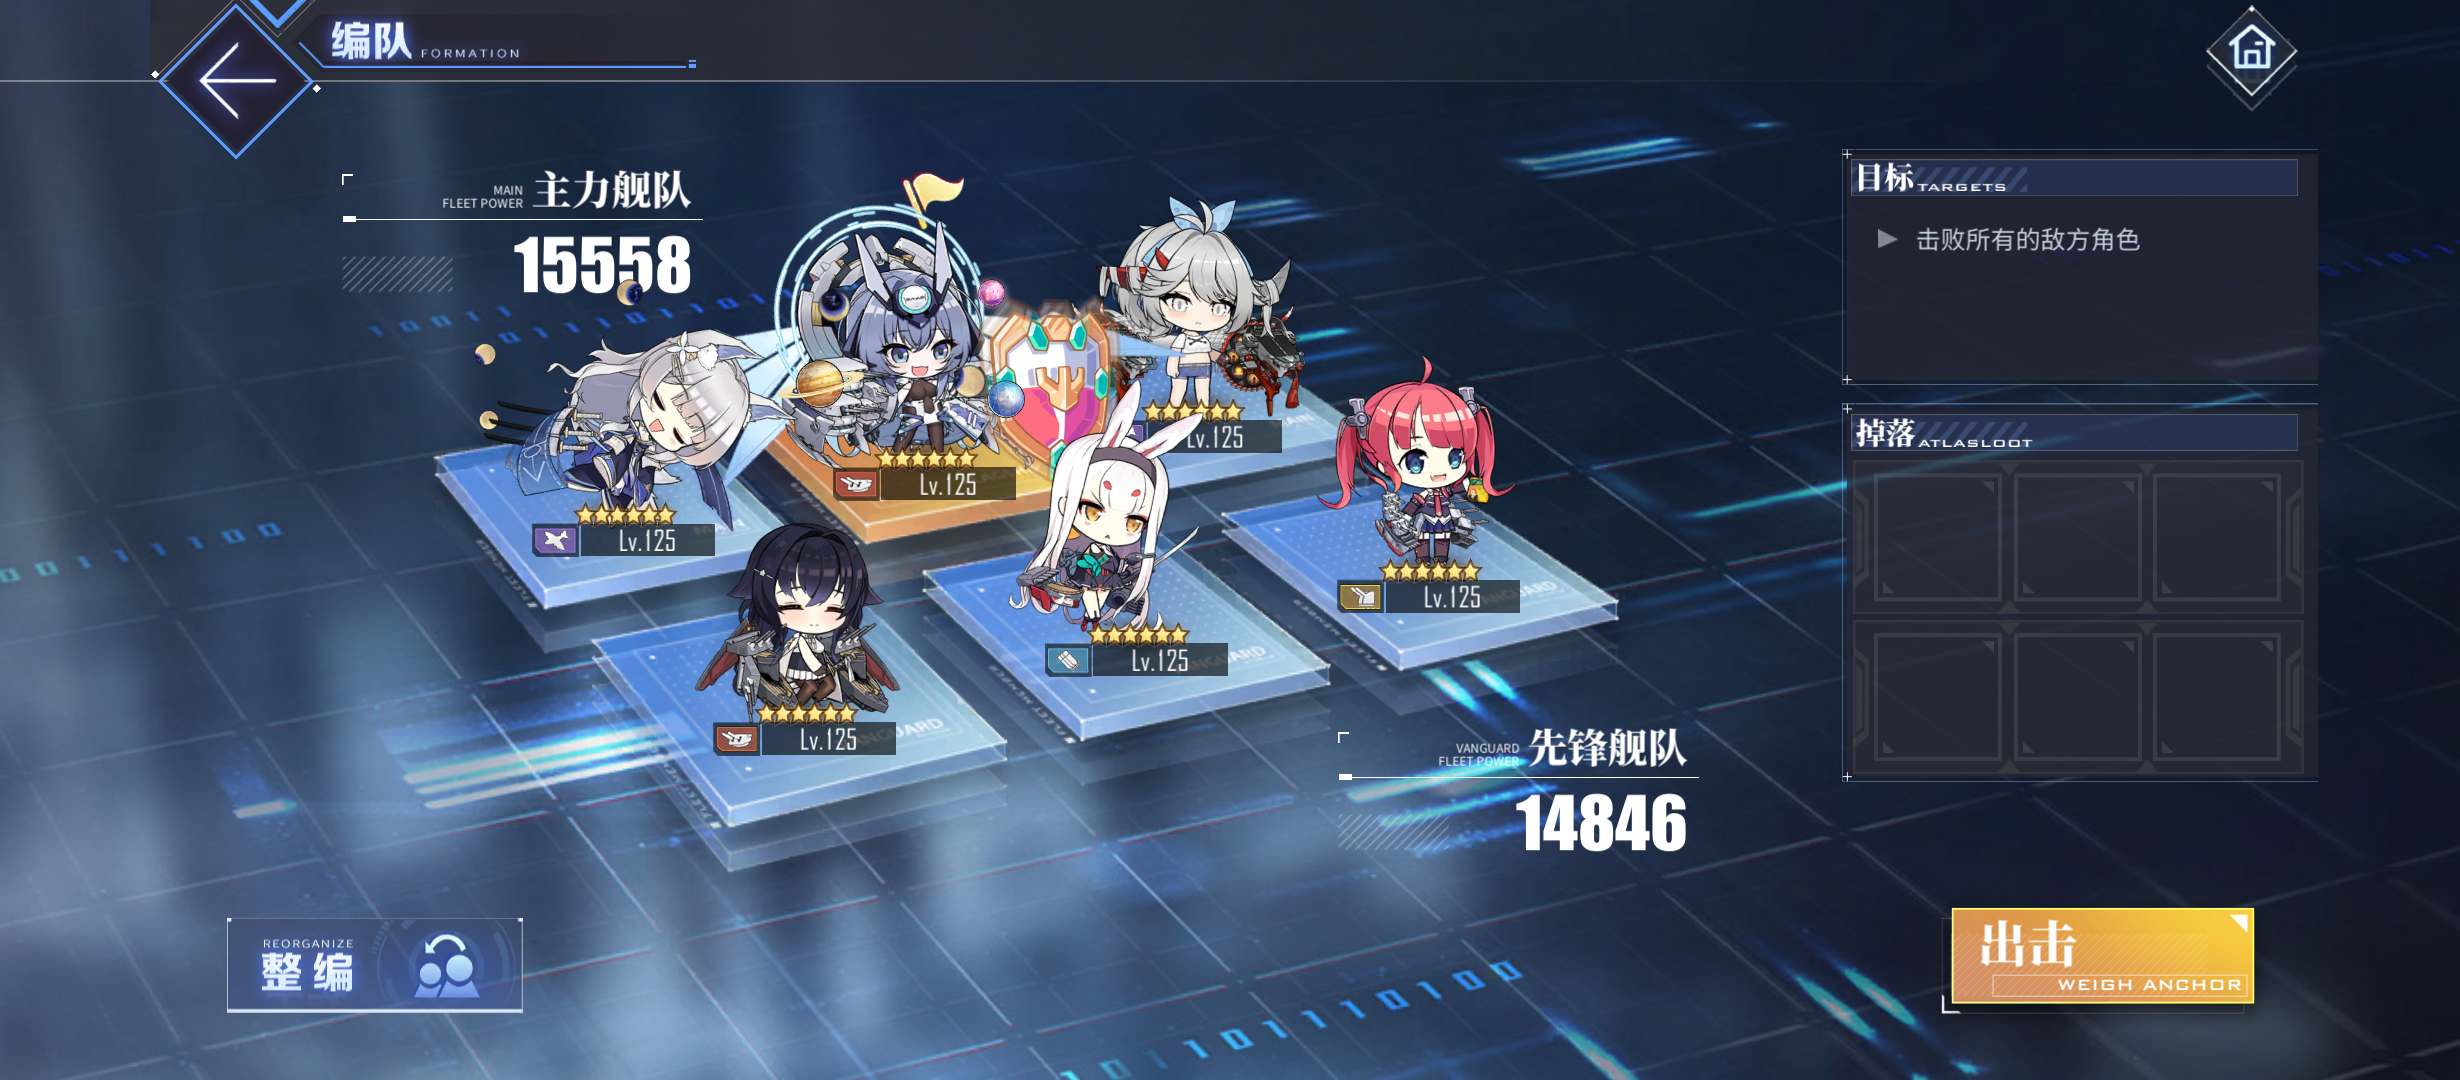 编队 FORMATION
MAIN
FLEET POWER 主力舰队
15558
目标 TARGETS
击败所有的敌方角色
掉落 ATLASLOOT
Lv.125
Lv.125
Lv.125
Lv.125
Lv.125
Lv.125
VANGUARD
FLEET POWER 先锋舰队
14846
REORGANIZE
整编
出击
WEIGH ANCHOR